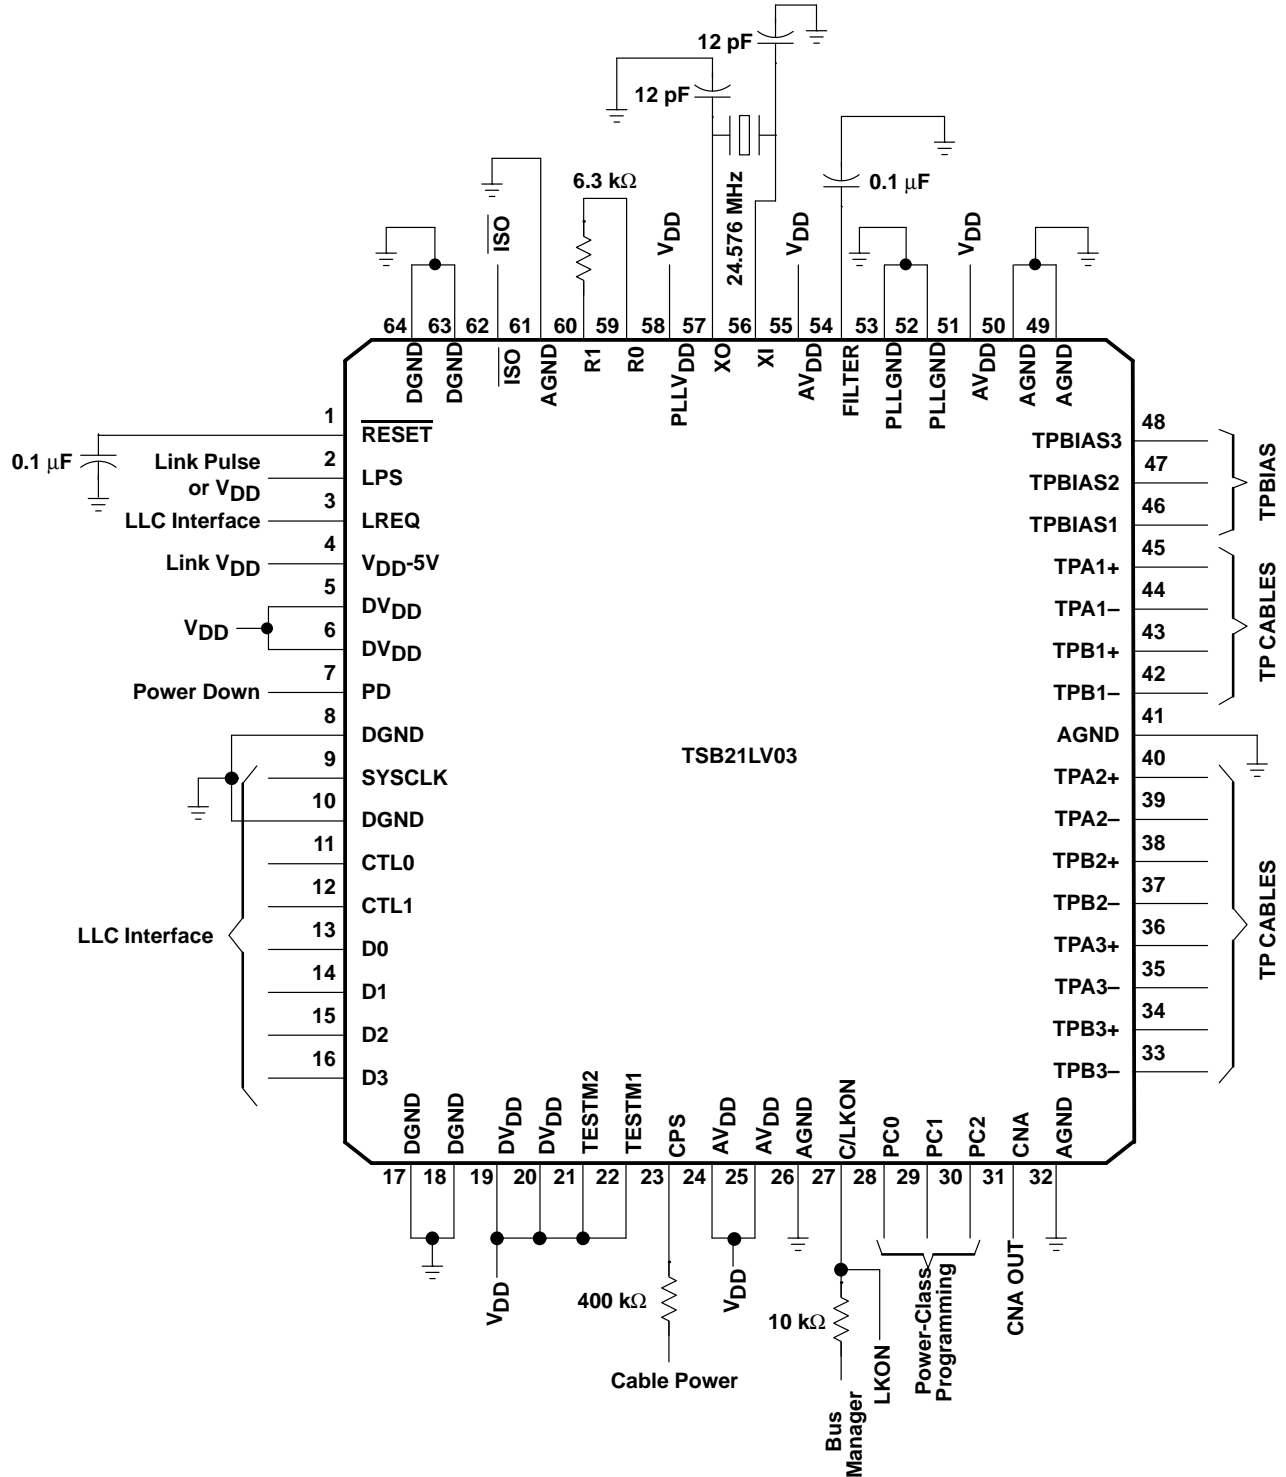 12 pF
12 pF
24.576 MHz
0.1 μF
6.3 kΩ
ISO
VDD
VDD
VDD
64
63
62
61
60
59
58
57
56
55
54
53
52
51
50
49
DGND
DGND
ISO
AGND
R1
R0
PLLVDD
XO
XI
AVDD
FILTER
PLLGND
PLLGND
AVDD
AGND
AGND
0.1 μF
1
RESET
Link Pulse
or VDD
2
LPS
LLC Interface
3
LREQ
Link VDD
4
VDD-5V
VDD
5
DVDD
6
DVDD
Power Down
7
PD
8
DGND
9
SYSCLK
10
DGND
LLC Interface
11
CTL0
12
CTL1
13
D0
14
D1
15
D2
16
D3
TSB21LV03
48
TPBIAS3
47
TPBIAS2
46
TPBIAS1
TPBIAS
45
TPA1+
44
TPA1–
43
TPB1+
42
TPB1–
TP CABLES
41
AGND
40
TPA2+
39
TPA2–
38
TPB2+
37
TPB2–
36
TPA3+
35
TPA3–
34
TPB3+
33
TPB3–
TP CABLES
DGND
DGND
DVDD
DVDD
TESTM2
TESTM1
CPS
AVDD
AVDD
AGND
C/LKON
PC0
PC1
PC2
CNA
AGND
17
18
19
20
21
22
23
24
25
26
27
28
29
30
31
32
VDD
400 kΩ
Cable Power
VDD
10 kΩ
Bus
Manager
LKON
Power-Class
Programming
CNA OUT